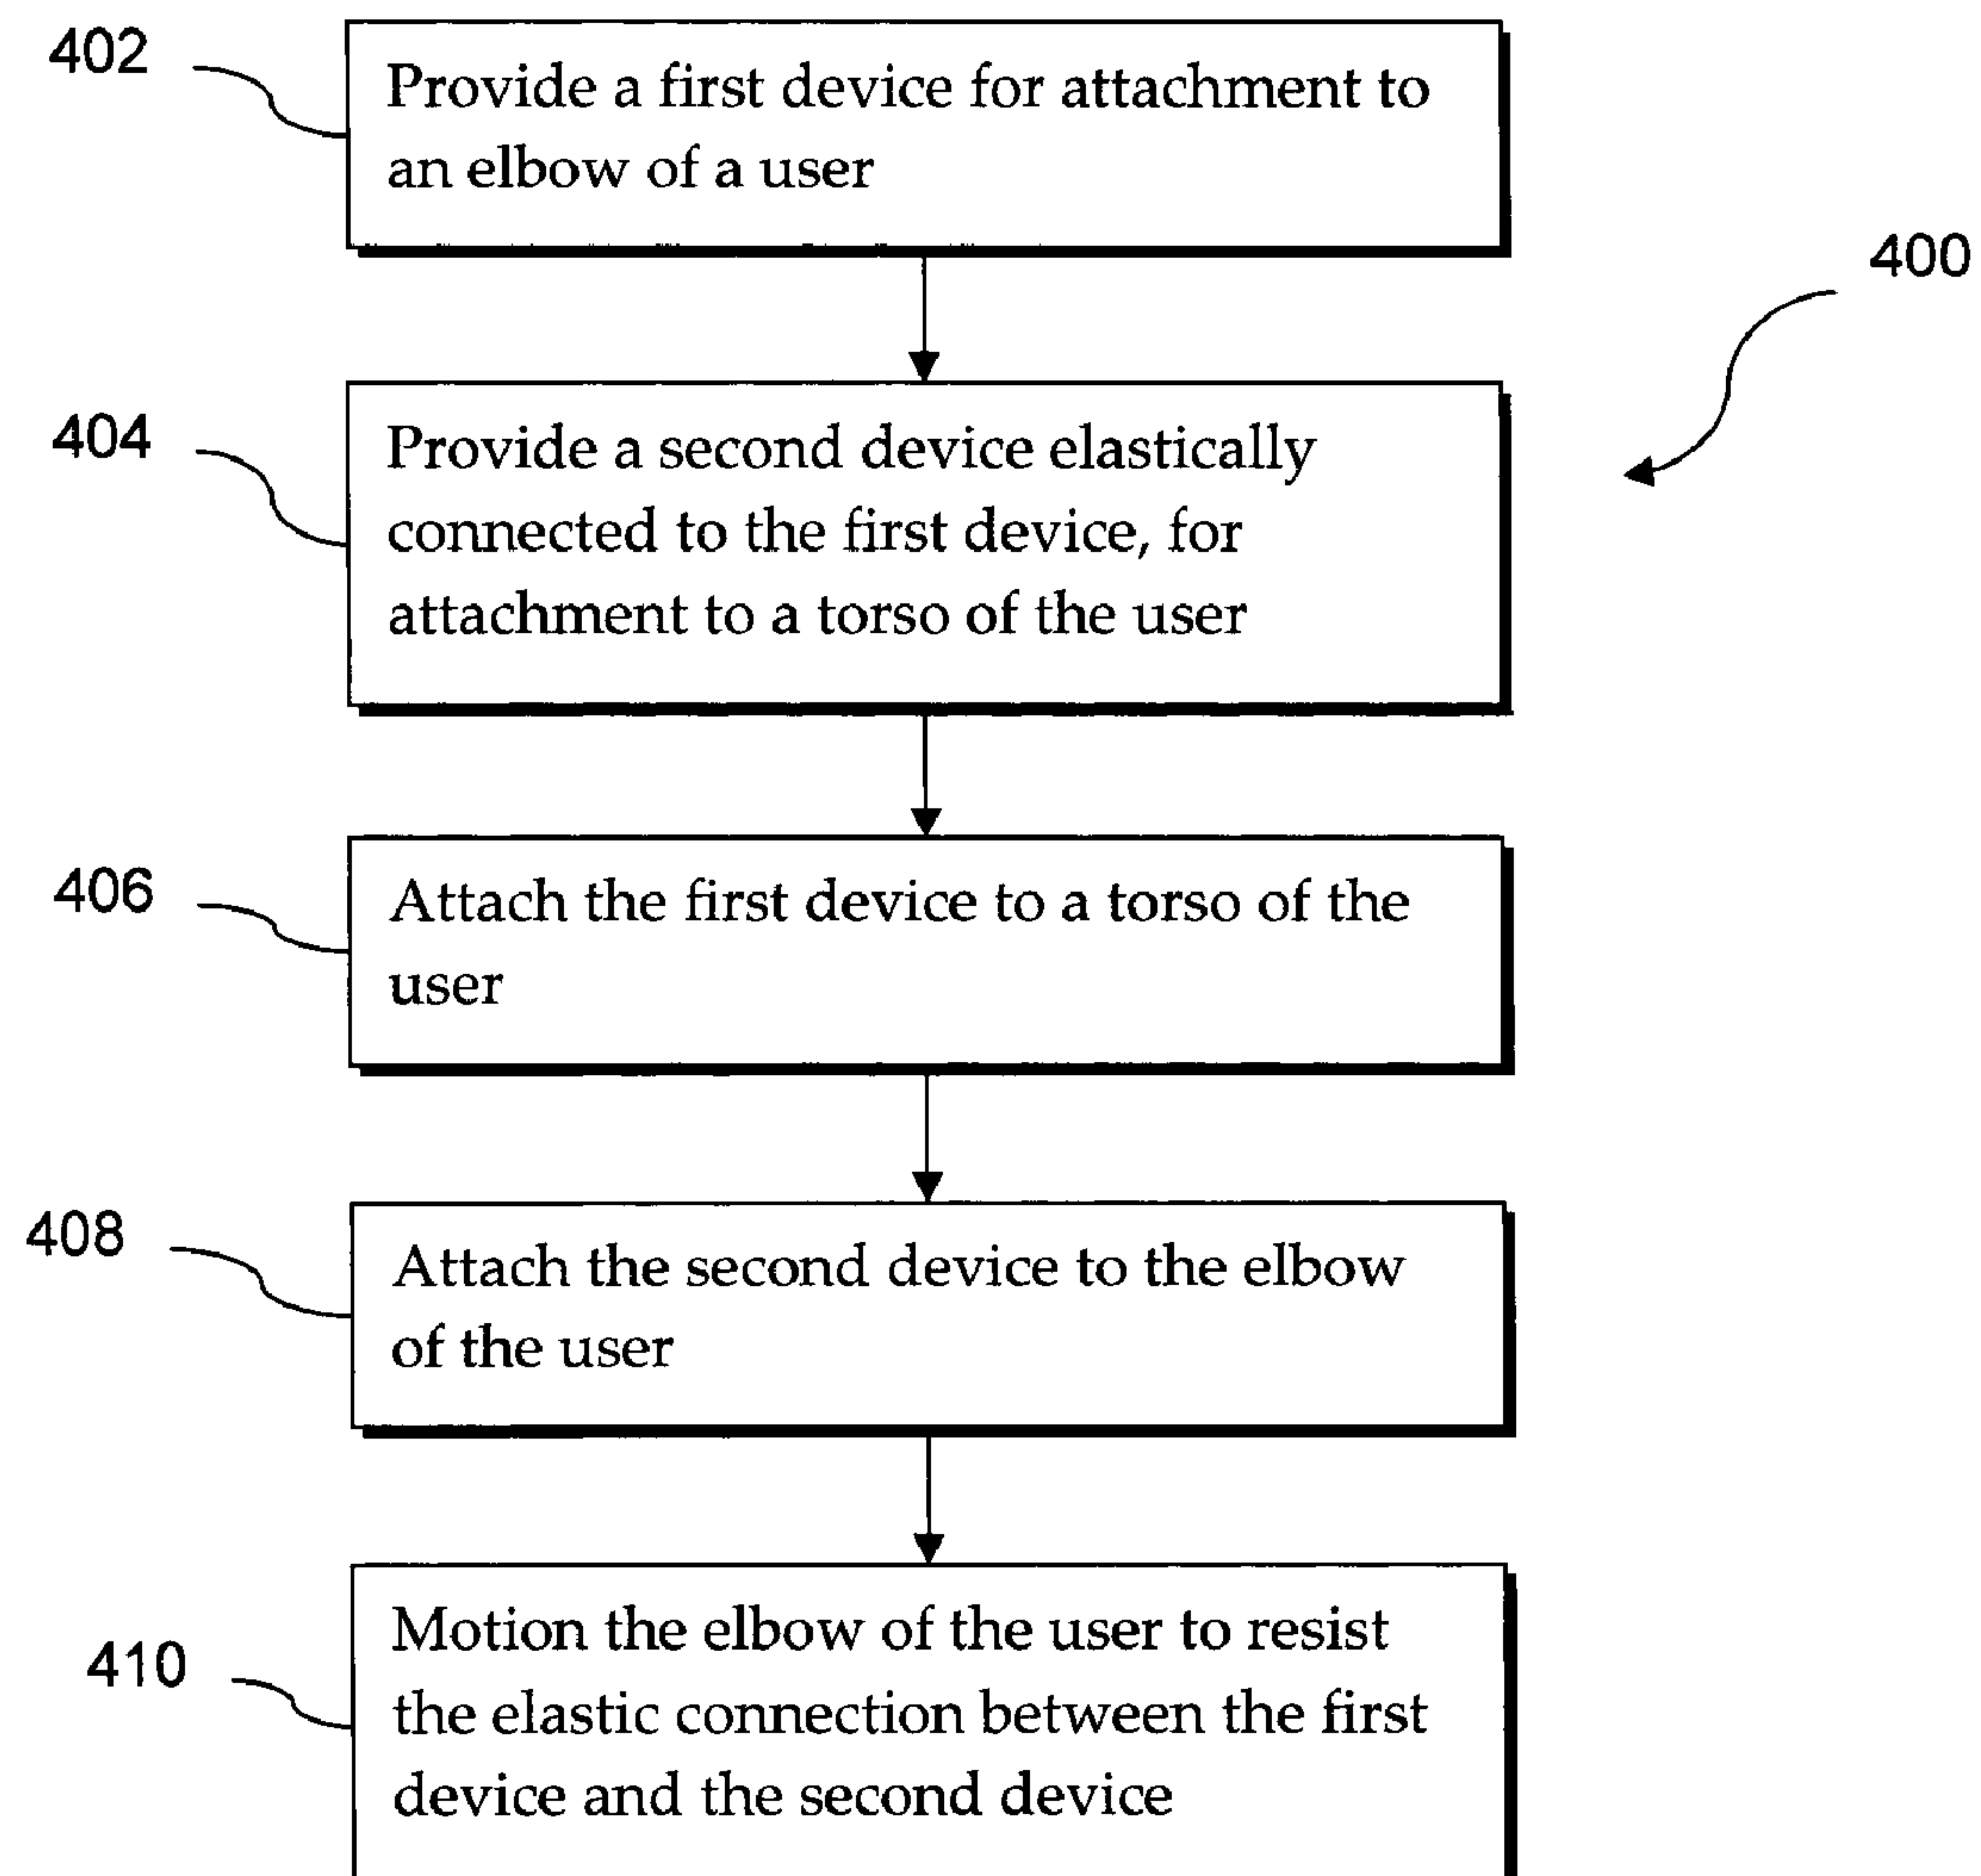 402
Provide a first device for attachment to
an elbow of a user
400
404
Provide a second device elastically
connected to the first device, for
attachment to a torso of the user
406
Attach the first device to a torso of the
user
408
Attach the second device to the elbow
of the user
410
Motion the elbow of the user to resist
the elastic connection between the first
device and the second device